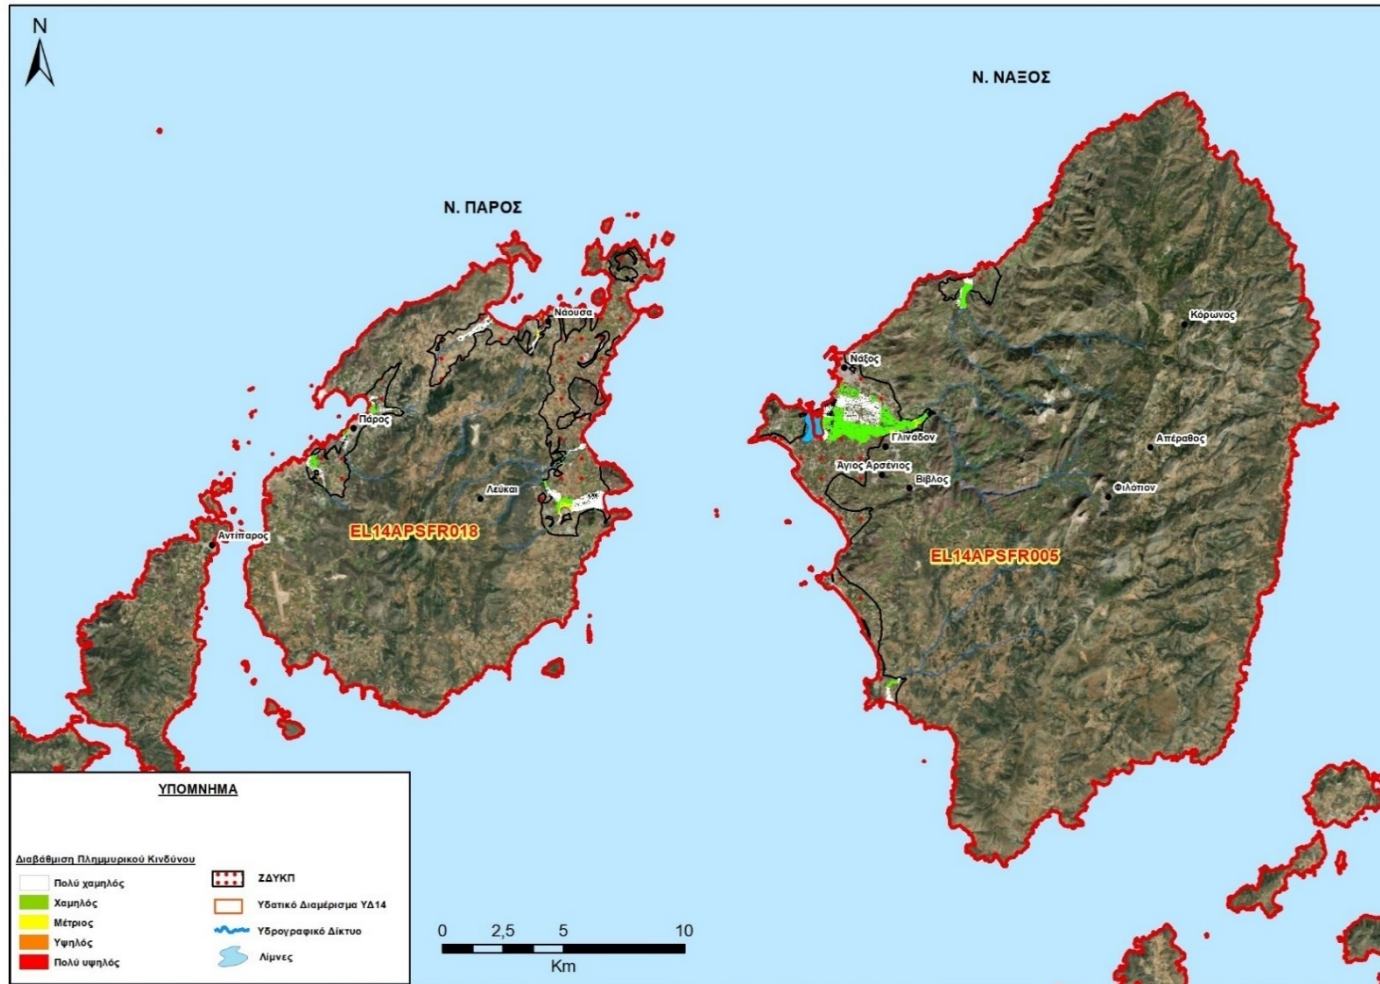 N
Ν. ΝΑΞΟΣ
Ν. ΠΑΡΟΣ
Νάουσα
Κόρωνος
Νάξος
Πάρος
Γλινάδον
Απέραθος
Άγιος Αρσένιος
Βίβλος
Φιλότιον
Λεύκαι
EL14APSFR018
Αντίπαρος
EL14APSFR005
ΥΠΟΜΝΗΜΑ
Διαβάθμιση Πλημμυρικού Κινδύνου
Πολύ χαμηλός
Χαμηλός
Μέτριος
Υψηλός
Πολύ υψηλός
ΖΔΥΚΠ
Υδατικό Διαμέρισμα ΥΔ14
Υδρογραφικό Δίκτυο
Λίμνες
0 2,5 5 10
Km